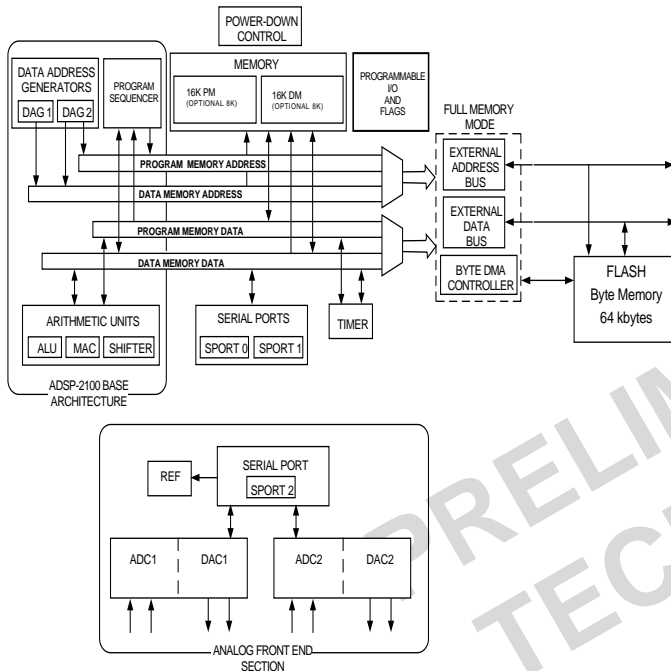 POWER-DOWN
CONTROL
DATA ADDRESS
GENERATORS
DAG 1
DAG 2
PROGRAM
SEQUENCER
MEMORY
16K PM
(OPTIONAL 8K)
16K DM
(OPTIONAL 8K)
PROGRAMMABLE
I/O
AND
FLAGS
FULL MEMORY
MODE
PROGRAM MEMORY ADDRESS
DATA MEMORY ADDRESS
PROGRAM MEMORY DATA
DATA MEMORY DATA
EXTERNAL
ADDRESS
BUS
EXTERNAL
DATA
BUS
BYTE DMA
CONTROLLER
FLASH
Byte Memory
64 kbytes
ARITHMETIC UNITS
ALU
MAC
SHIFTER
SERIAL PORTS
SPORT 0
SPORT 1
TIMER
ADSP-2100 BASE
ARCHITECTURE
REF
SERIAL PORT
SPORT 2
ADC1
DAC1
ADC2
DAC2
ANALOG FRONT END
SECTION
PRELIM
TECH